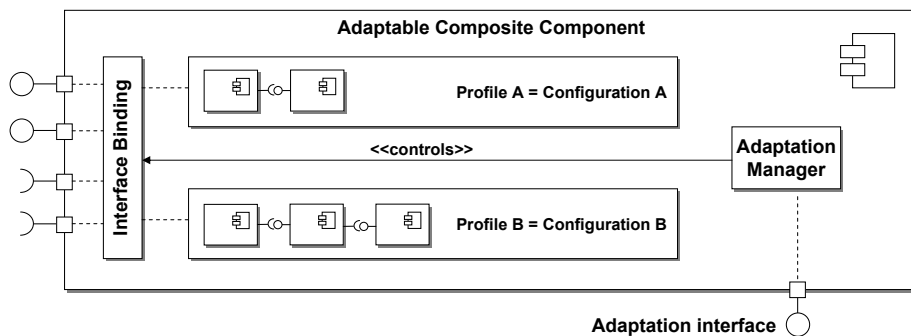 Adaptable Composite Component
Interface Binding
Profile A = Configuration A
<<controls>>
Adaptation
Manager
Profile B = Configuration B
Adaptation interface